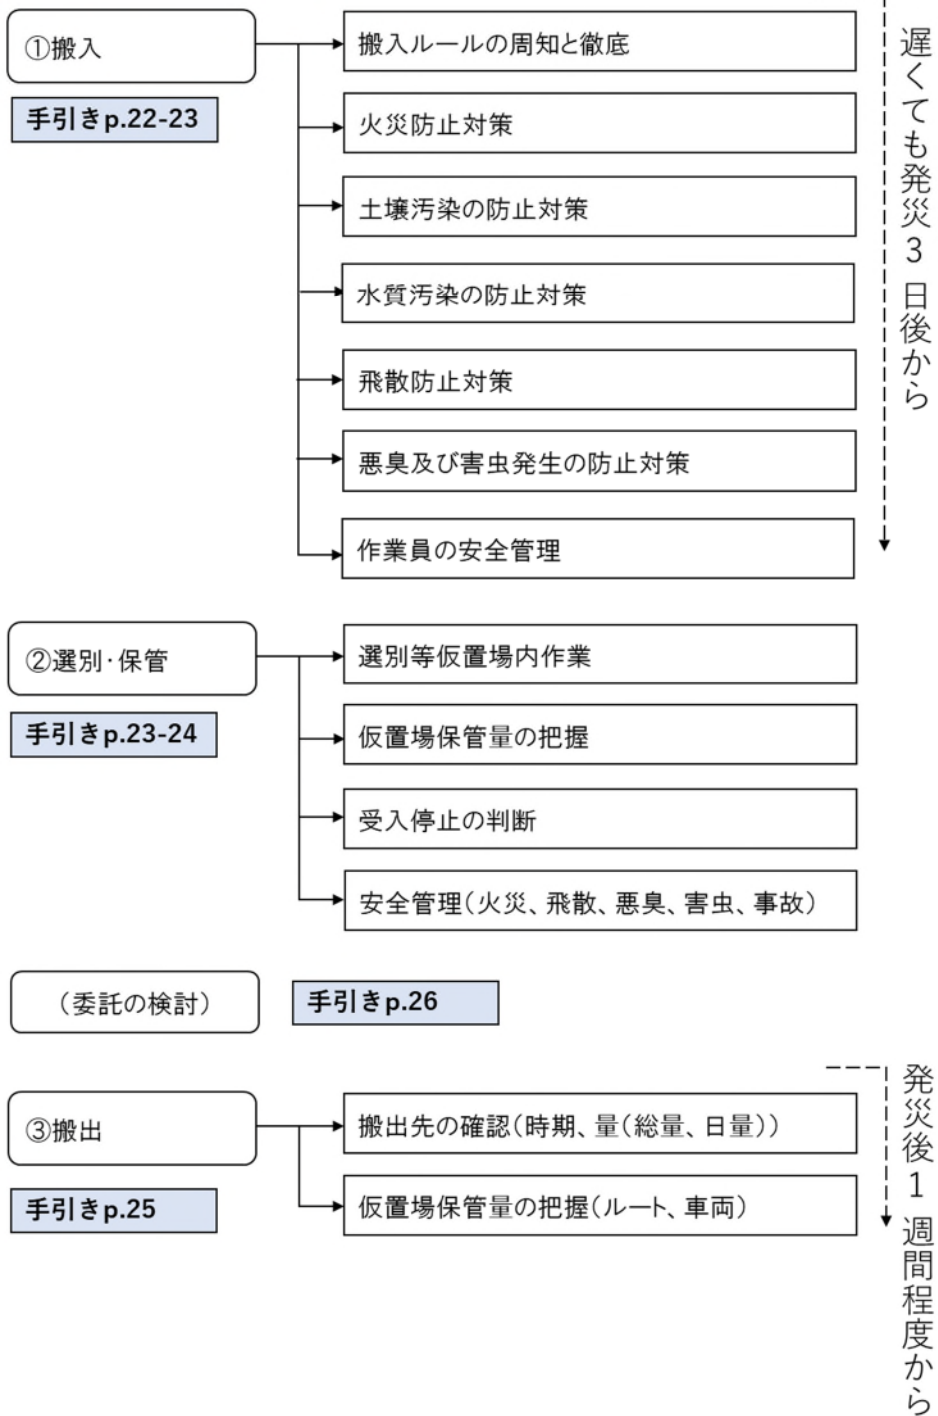 ①搬入
手引きp.22-23
搬入ルールの周知と徹底
火災防止対策
土壌汚染の防止対策
水質汚染の防止対策
飛散防止対策
悪臭及び害虫発生の防止対策
作業員の安全管理
遅くても発災3日後から
②選別・保管
手引きp.23-24
選別等仮置場内作業
仮置場保管量の把握
受入停止の判断
安全管理（火災、飛散、悪臭、害虫、事故）
（委託の検討）
手引きp.26
③搬出
手引きp.25
搬出先の確認（時期、量（総量、日量））
仮置場保管量の把握（ルート、車両）
発災後1週間程度から